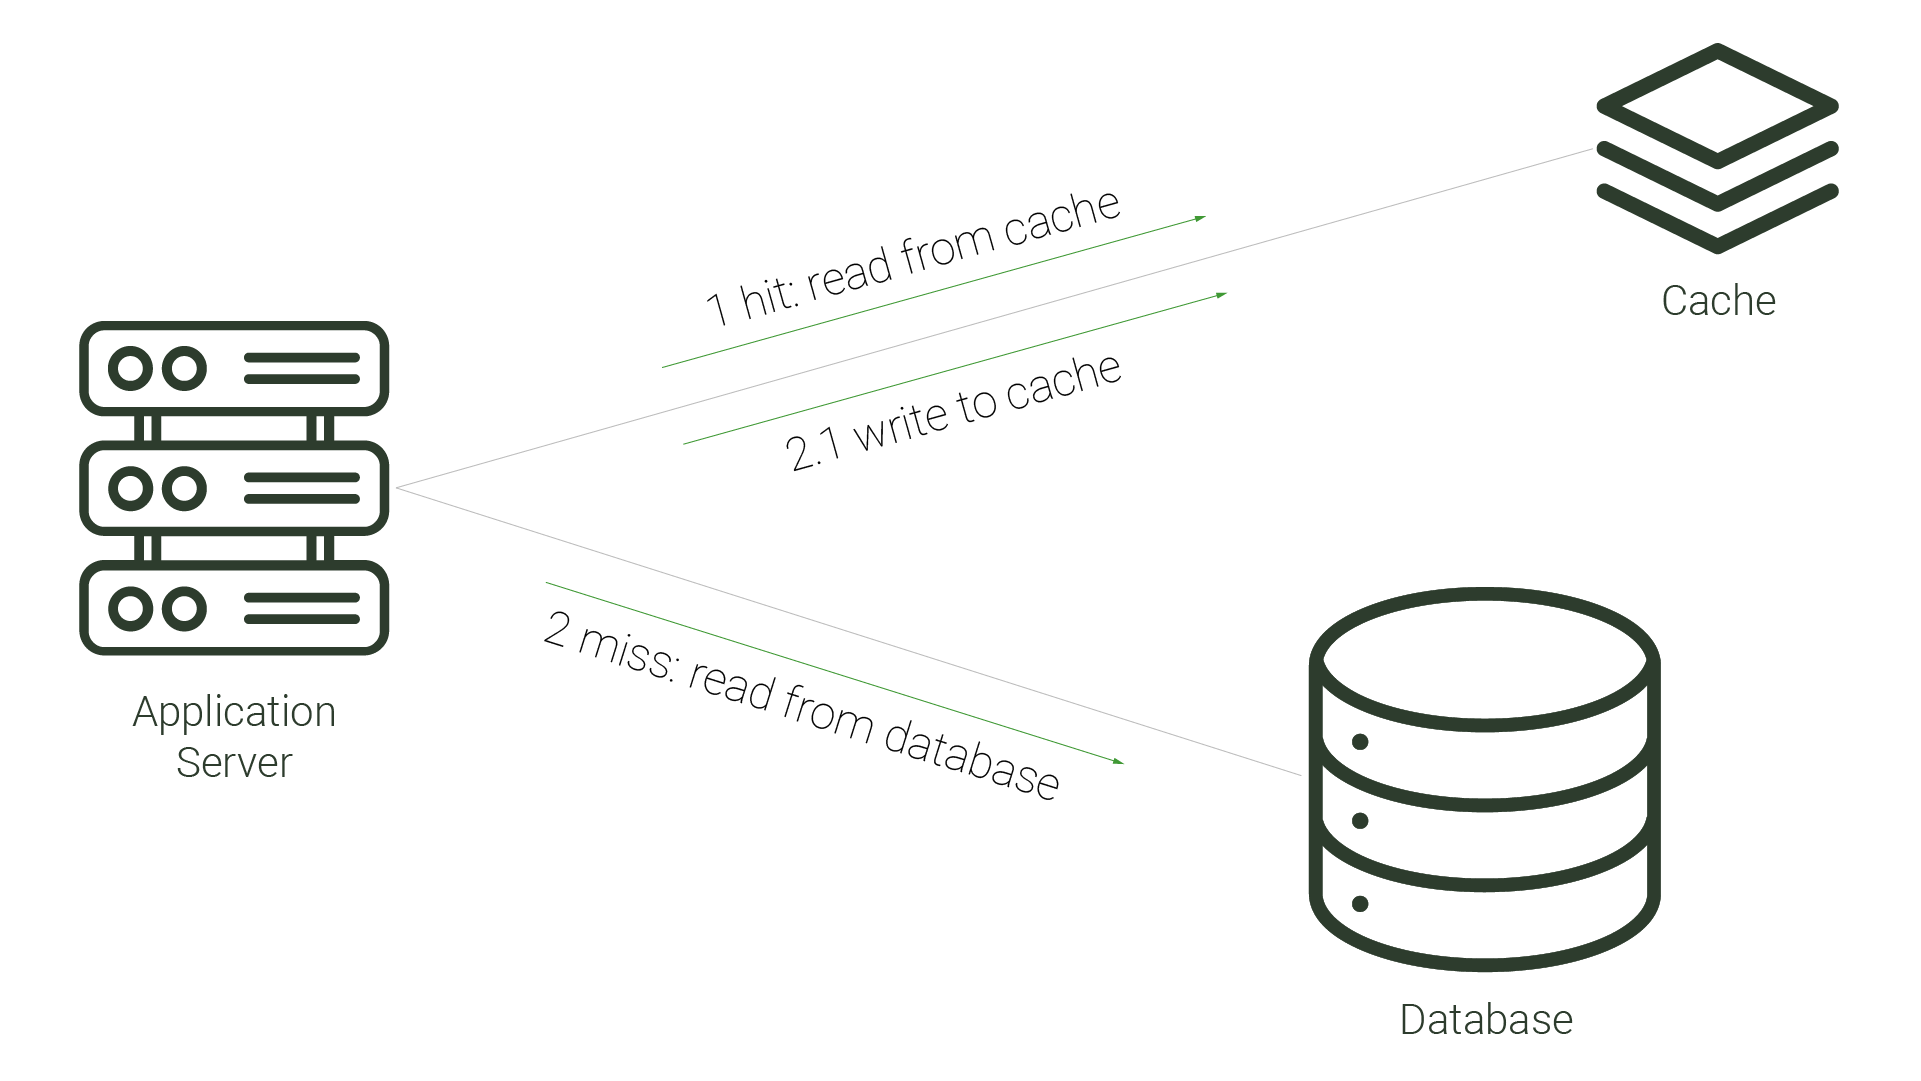 1 hit: read from cache
2.1 write to cache
Cache
2 miss: read from database
Application
Server
Database